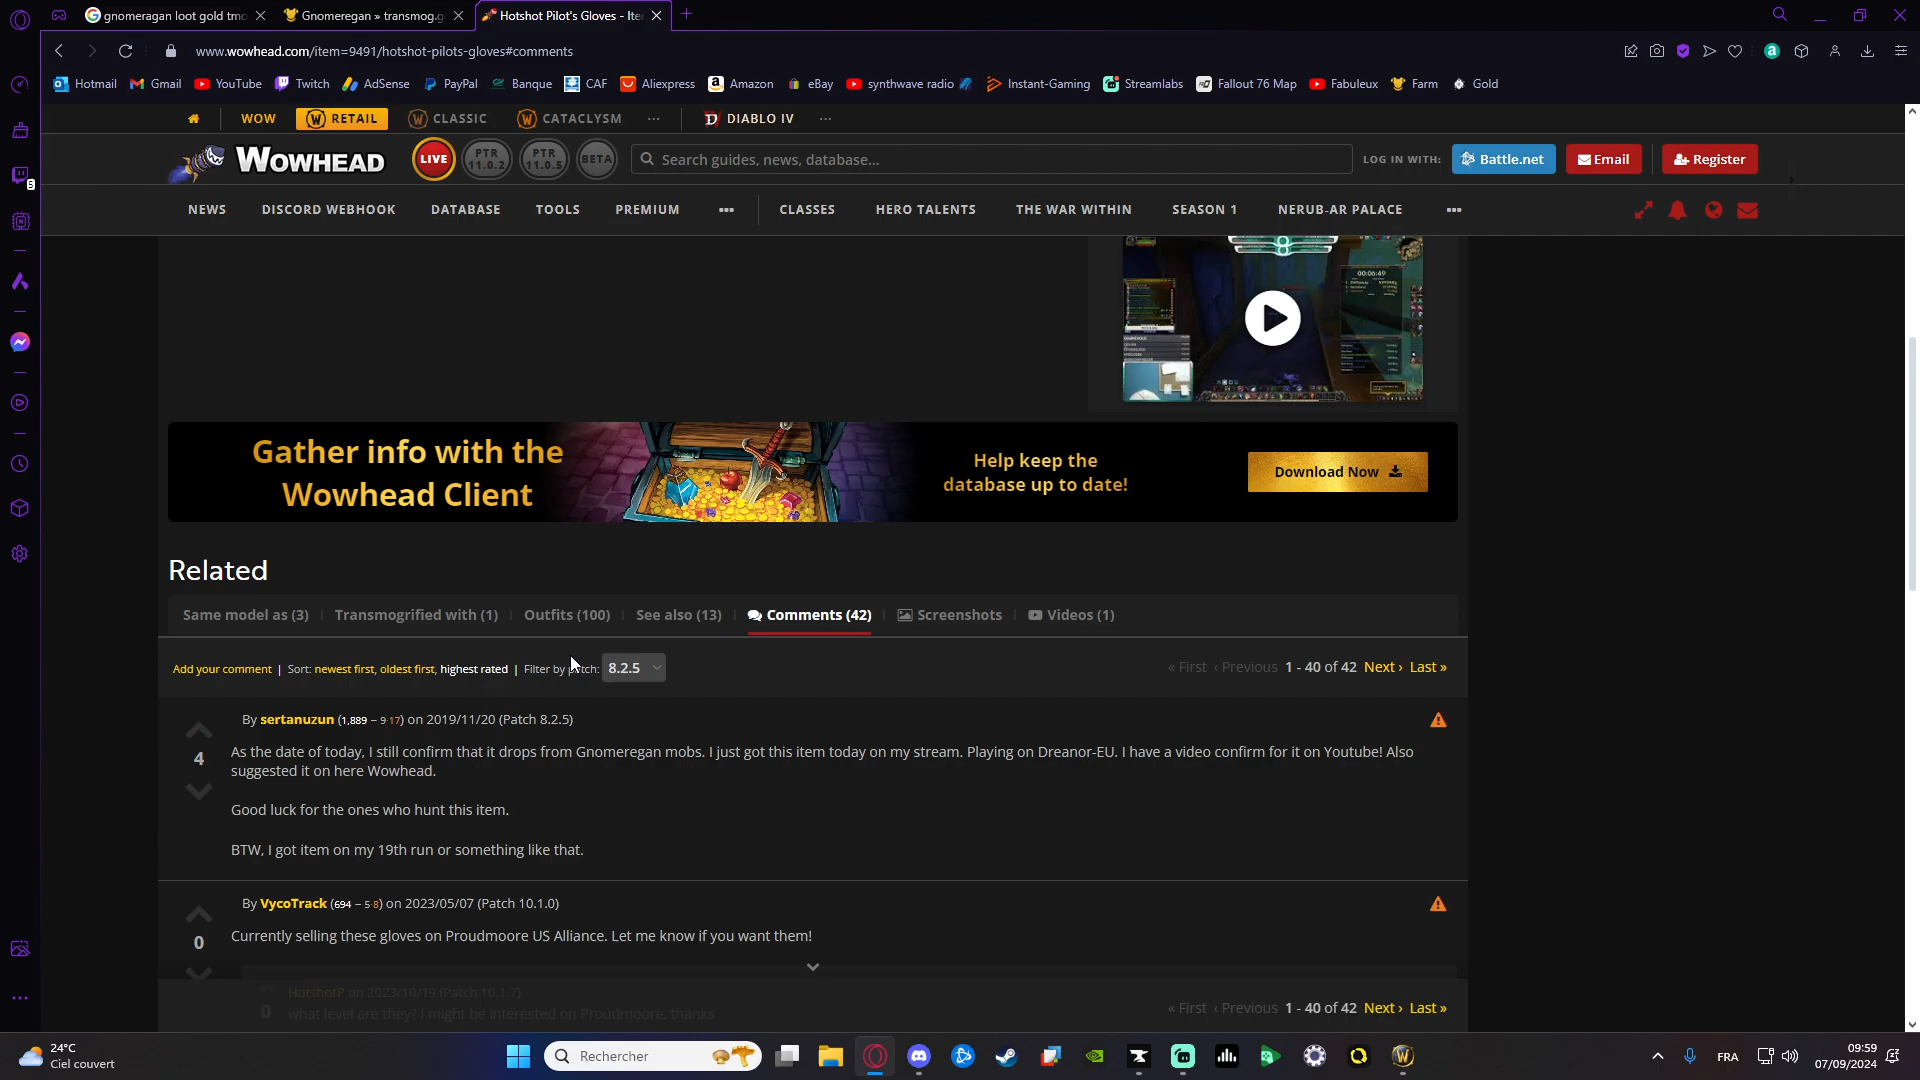 gnomeragan loot gold tmo
Gnomeregan » transmog.g
Hotshot Pilot's Gloves - Ite
www.wowhead.com/item=9491/hotshot-pilots-gloves#comments
Hotmail Gmail YouTube Twitch AdSense PayPal Banque CAF Aliexpress Amazon eBay synthwave radio Instant-Gaming Streamlabs Fallout 76 Map Fabuleux Farm Gold
WOW RETAIL CLASSIC CATACLYSM ... DIABLO IV ...
WOWHEAD LIVE PTR 11.0.2 PTR 11.0.5 BETA Search guides, news, database... LOG IN WITH: Battle.net Email Register
NEWS DISCORD WEBHOOK DATABASE TOOLS PREMIUM ... CLASSES HERO TALENTS THE WAR WITHIN SEASON 1 NERUB-AR PALACE ...
8
00:06:49
Gather info with the
Wowhead Client
Help keep the
database up to date!
Download Now
Related
Same model as (3) Transmogrified with (1) Outfits (100) See also (13) Comments (42) Screenshots Videos (1)
Add your comment | Sort: newest first, oldest first, highest rated | Filter by patch: 8.2.5 « First ‹ Previous 1 - 40 of 42 Next › Last »
By sertanuzun (1,889 – 9·17) on 2019/11/20 (Patch 8.2.5)
4
As the date of today, I still confirm that it drops from Gnomeregan mobs. I just got this item today on my stream. Playing on Dreanor-EU. I have a video confirm for it on Youtube! Also
suggested it on here Wowhead.
Good luck for the ones who hunt this item.
BTW, I got item on my 19th run or something like that.
By VycoTrack (694 – 5·8) on 2023/05/07 (Patch 10.1.0)
0
Currently selling these gloves on Proudmoore US Alliance. Let me know if you want them!
HotshotP on 2023/10/19 (Patch 10.1.7)
0
what level are they? I might be interested on Proudmoore, thanks
« First ‹ Previous 1 - 40 of 42 Next › Last »
5
24°C
Ciel couvert
Rechercher
FRA
09:59
07/09/2024